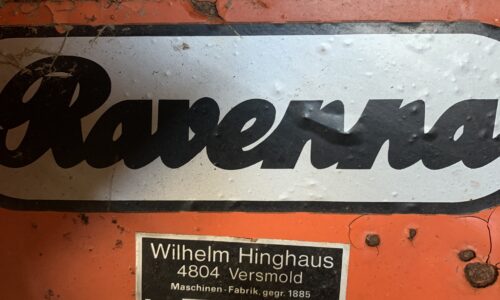 Ravenna
Wilhelm Hinghaus
4804 Versmold
Maschinen-Fabrik. gegr. 1885